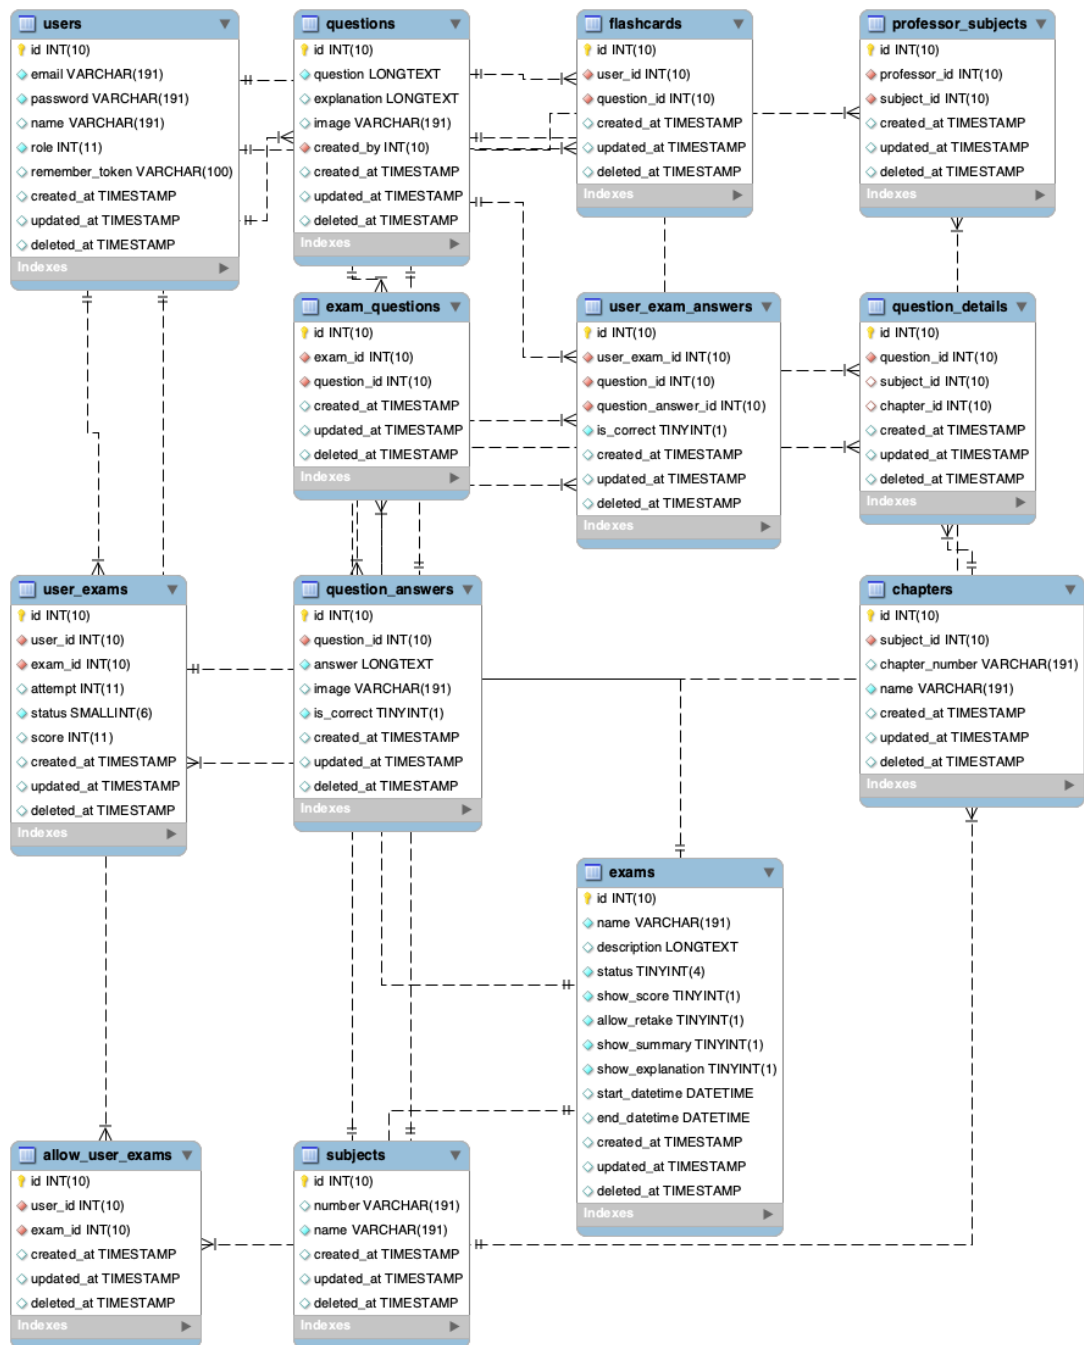 users
id INT(10)
email VARCHAR(191)
password VARCHAR(191)
name VARCHAR(191)
role INT(11)
remember_token VARCHAR(100)
created_at TIMESTAMP
updated_at TIMESTAMP
deleted_at TIMESTAMP
Indexes
questions
id INT(10)
question LONGTEXT
explanation LONGTEXT
image VARCHAR(191)
created_by INT(10)
created_at TIMESTAMP
updated_at TIMESTAMP
deleted_at TIMESTAMP
Indexes
flashcards
id INT(10)
user_id INT(10)
question_id INT(10)
created_at TIMESTAMP
updated_at TIMESTAMP
deleted_at TIMESTAMP
Indexes
professor_subjects
id INT(10)
professor_id INT(10)
subject_id INT(10)
created_at TIMESTAMP
updated_at TIMESTAMP
deleted_at TIMESTAMP
Indexes
exam_questions
id INT(10)
exam_id INT(10)
question_id INT(10)
created_at TIMESTAMP
updated_at TIMESTAMP
deleted_at TIMESTAMP
Indexes
user_exam_answers
id INT(10)
user_exam_id INT(10)
question_id INT(10)
question_answer_id INT(10)
is_correct TINYINT(1)
created_at TIMESTAMP
updated_at TIMESTAMP
deleted_at TIMESTAMP
Indexes
question_details
id INT(10)
question_id INT(10)
subject_id INT(10)
chapter_id INT(10)
created_at TIMESTAMP
updated_at TIMESTAMP
deleted_at TIMESTAMP
Indexes
user_exams
id INT(10)
user_id INT(10)
exam_id INT(10)
attempt INT(11)
status SMALLINT(6)
score INT(11)
created_at TIMESTAMP
updated_at TIMESTAMP
deleted_at TIMESTAMP
Indexes
question_answers
id INT(10)
question_id INT(10)
answer LONGTEXT
image VARCHAR(191)
is_correct TINYINT(1)
created_at TIMESTAMP
updated_at TIMESTAMP
deleted_at TIMESTAMP
Indexes
chapters
id INT(10)
subject_id INT(10)
chapter_number VARCHAR(191)
name VARCHAR(191)
created_at TIMESTAMP
updated_at TIMESTAMP
deleted_at TIMESTAMP
Indexes
exams
id INT(10)
name VARCHAR(191)
description LONGTEXT
status TINYINT(4)
show_score TINYINT(1)
allow_retake TINYINT(1)
show_summary TINYINT(1)
show_explanation TINYINT(1)
start_datetime DATETIME
end_datetime DATETIME
created_at TIMESTAMP
updated_at TIMESTAMP
deleted_at TIMESTAMP
Indexes
allow_user_exams
id INT(10)
user_id INT(10)
exam_id INT(10)
created_at TIMESTAMP
updated_at TIMESTAMP
deleted_at TIMESTAMP
Indexes
subjects
id INT(10)
number VARCHAR(191)
name VARCHAR(191)
created_at TIMESTAMP
updated_at TIMESTAMP
deleted_at TIMESTAMP
Indexes